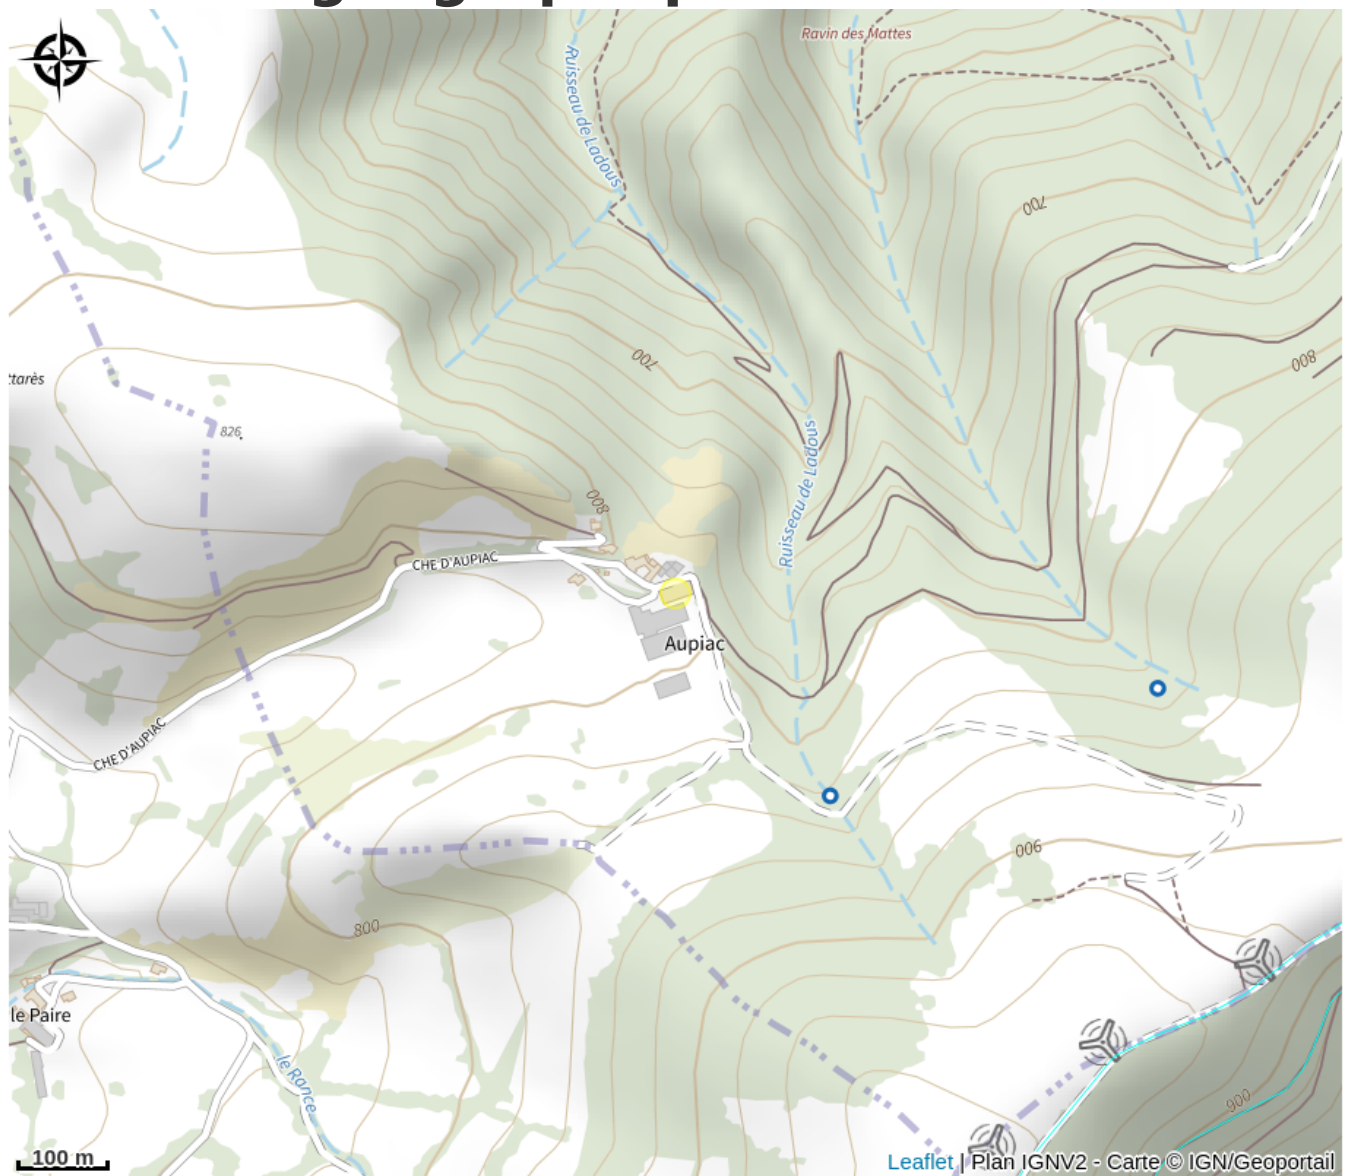 Ravin des Mattes
Ruisseau de Ladous
700
ttarès
700
800
826
800
Ruisseau de Ladous
CHE D'AUPIAC
Aupiac
CHE D'AUPIAC
900
800
le Paire
le Rance
900
100 m
Leaflet | Plan IGNV2 - Carte © IGN/Geoportail